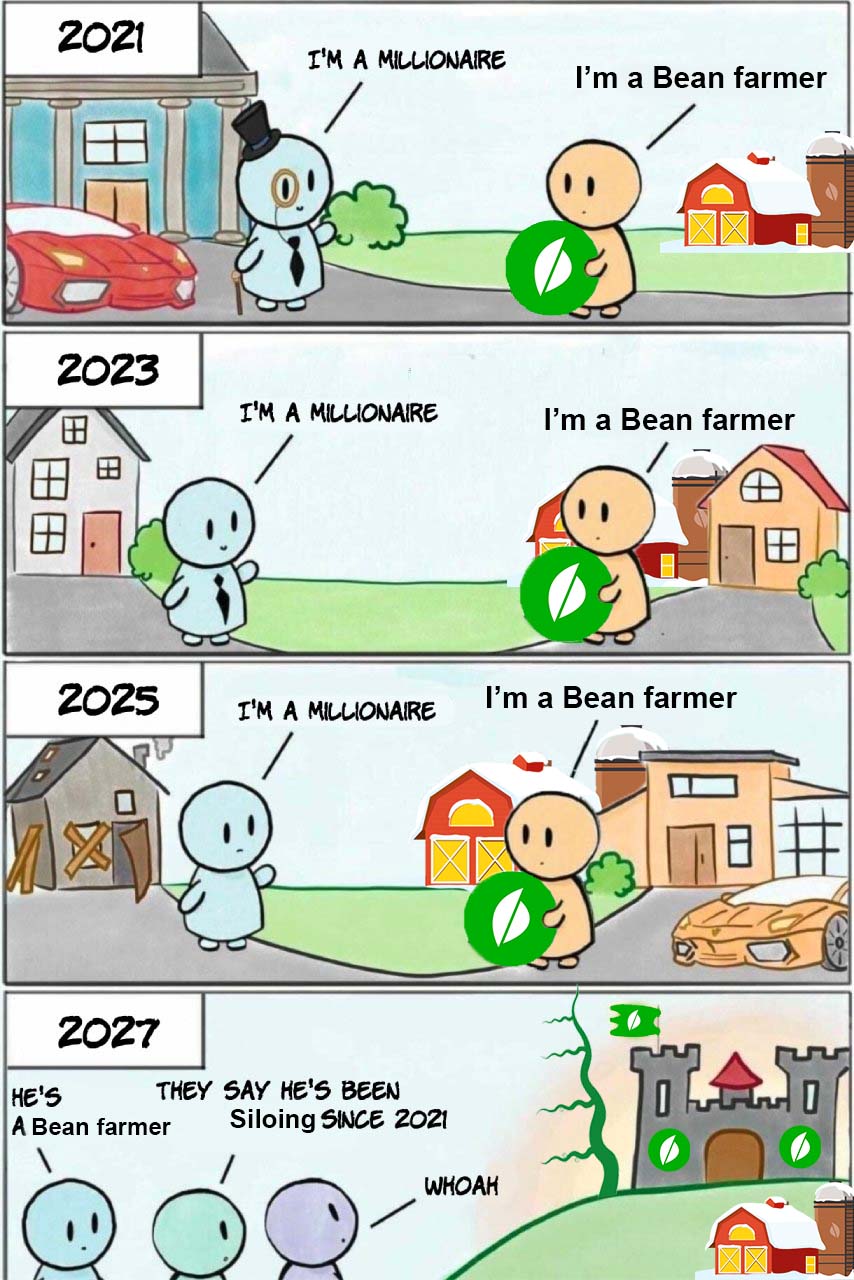 2021
I'M A MILLIONAIRE
I'm a Bean farmer
2023
I'M A MILLIONAIRE
I'm a Bean farmer
2025
I'M A MILLIONAIRE
I'm a Bean farmer
2027
HE'S
A Bean farmer
THEY SAY HE'S BEEN
Siloing SINCE 2021
WHOAH